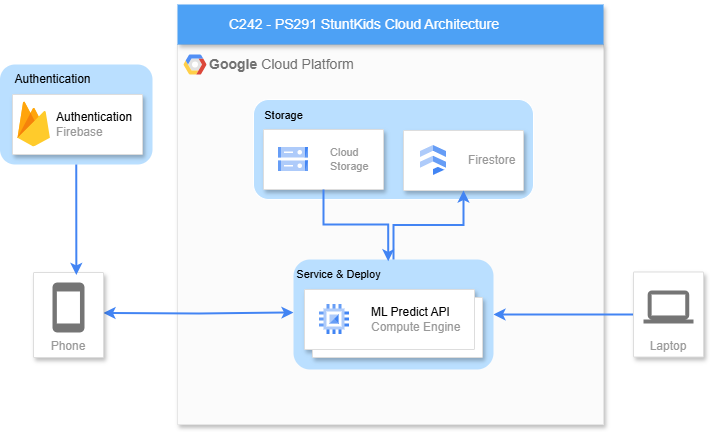 C242 - PS291 StuntKids Cloud Architecture
Google Cloud Platform
Authentication
Authentication
Firebase
Storage
Cloud
Storage
Firestore
Service & Deploy
ML Predict API
Compute Engine
Phone
Laptop